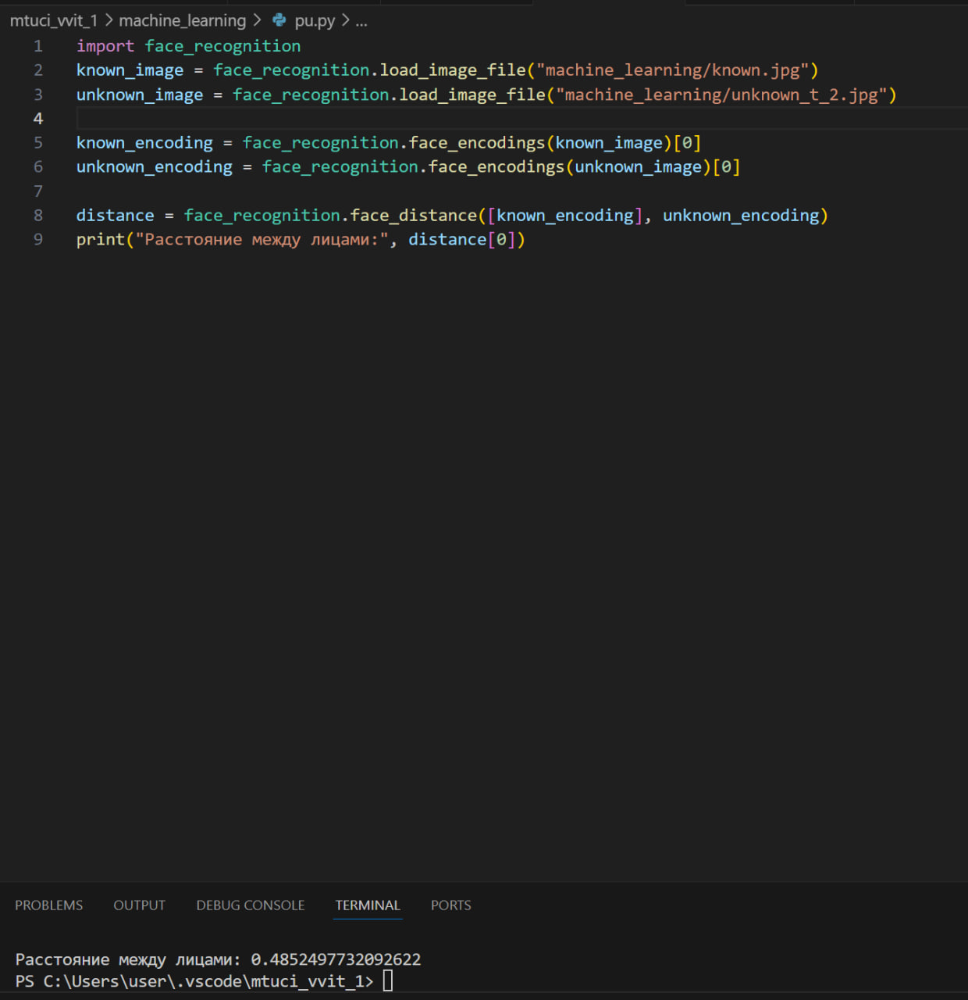 mtuci_vvit_1 > machine_learning > pu.py > ...
1 import face_recognition
2 known_image = face_recognition.load_image_file("machine_learning/known.jpg")
3 unknown_image = face_recognition.load_image_file("machine_learning/unknown_t_2.jpg")
4
5 known_encoding = face_recognition.face_encodings(known_image)[0]
6 unknown_encoding = face_recognition.face_encodings(unknown_image)[0]
7
8 distance = face_recognition.face_distance([known_encoding], unknown_encoding)
9 print("Расстояние между лицами:", distance[0])
PROBLEMS OUTPUT DEBUG CONSOLE TERMINAL PORTS
Расстояние между лицами: 0.4852497732092622
PS C:\Users\user\.vscode\mtuci_vvit_1>